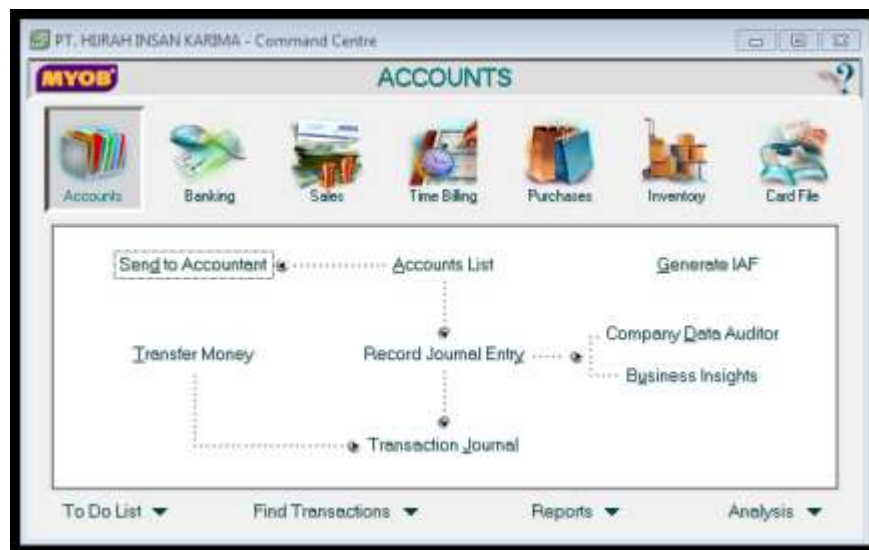 PT. HIJRAH INSAN KARIMA - Command Centre
MYOB ACCOUNTS
Accounts Banking Sales Time Billing Purchases Inventory Card File
Send to Accountant Accounts List Generate IAF
Company Data Auditor
Transfer Money Record Journal Entry
Business Insights
Transaction Journal
To Do List Find Transactions Reports Analysis